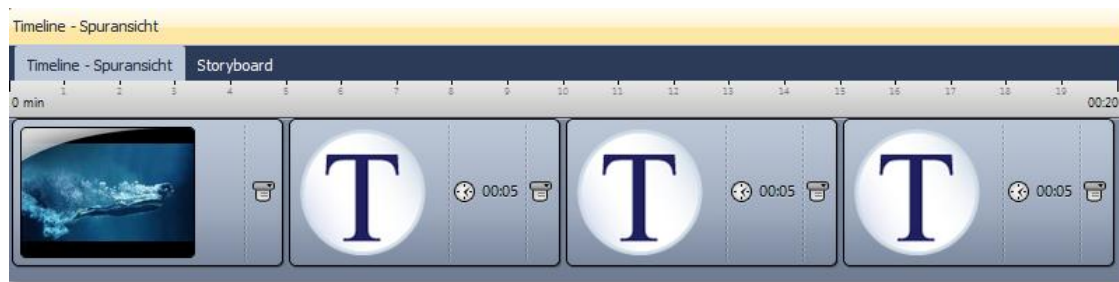 Timeline - Spuransicht
Timeline - Spuransicht Storyboard
1 2 3 4 5 6 7 8 9 10 11 12 13 14 15 16 17 18 19
0 min 00:20
T 00:05 T 00:05 T 00:05